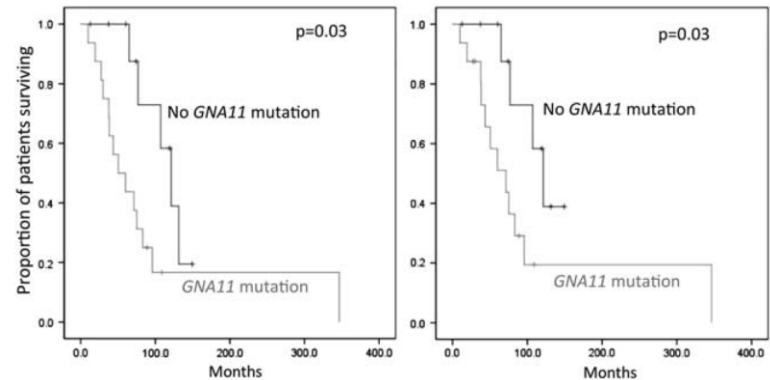 p=0.03
No GNA11 mutation
GNA11 mutation
Proportion of patients surviving
1.0
0.8
0.6
0.4
0.2
0.0
0.0 100.0 200.0 300.0 400.0
Months
p=0.03
No GNA11 mutation
GNA11 mutation
1.0
0.8
0.6
0.4
0.2
0.0
0.0 100.0 200.0 300.0 400.0
Months